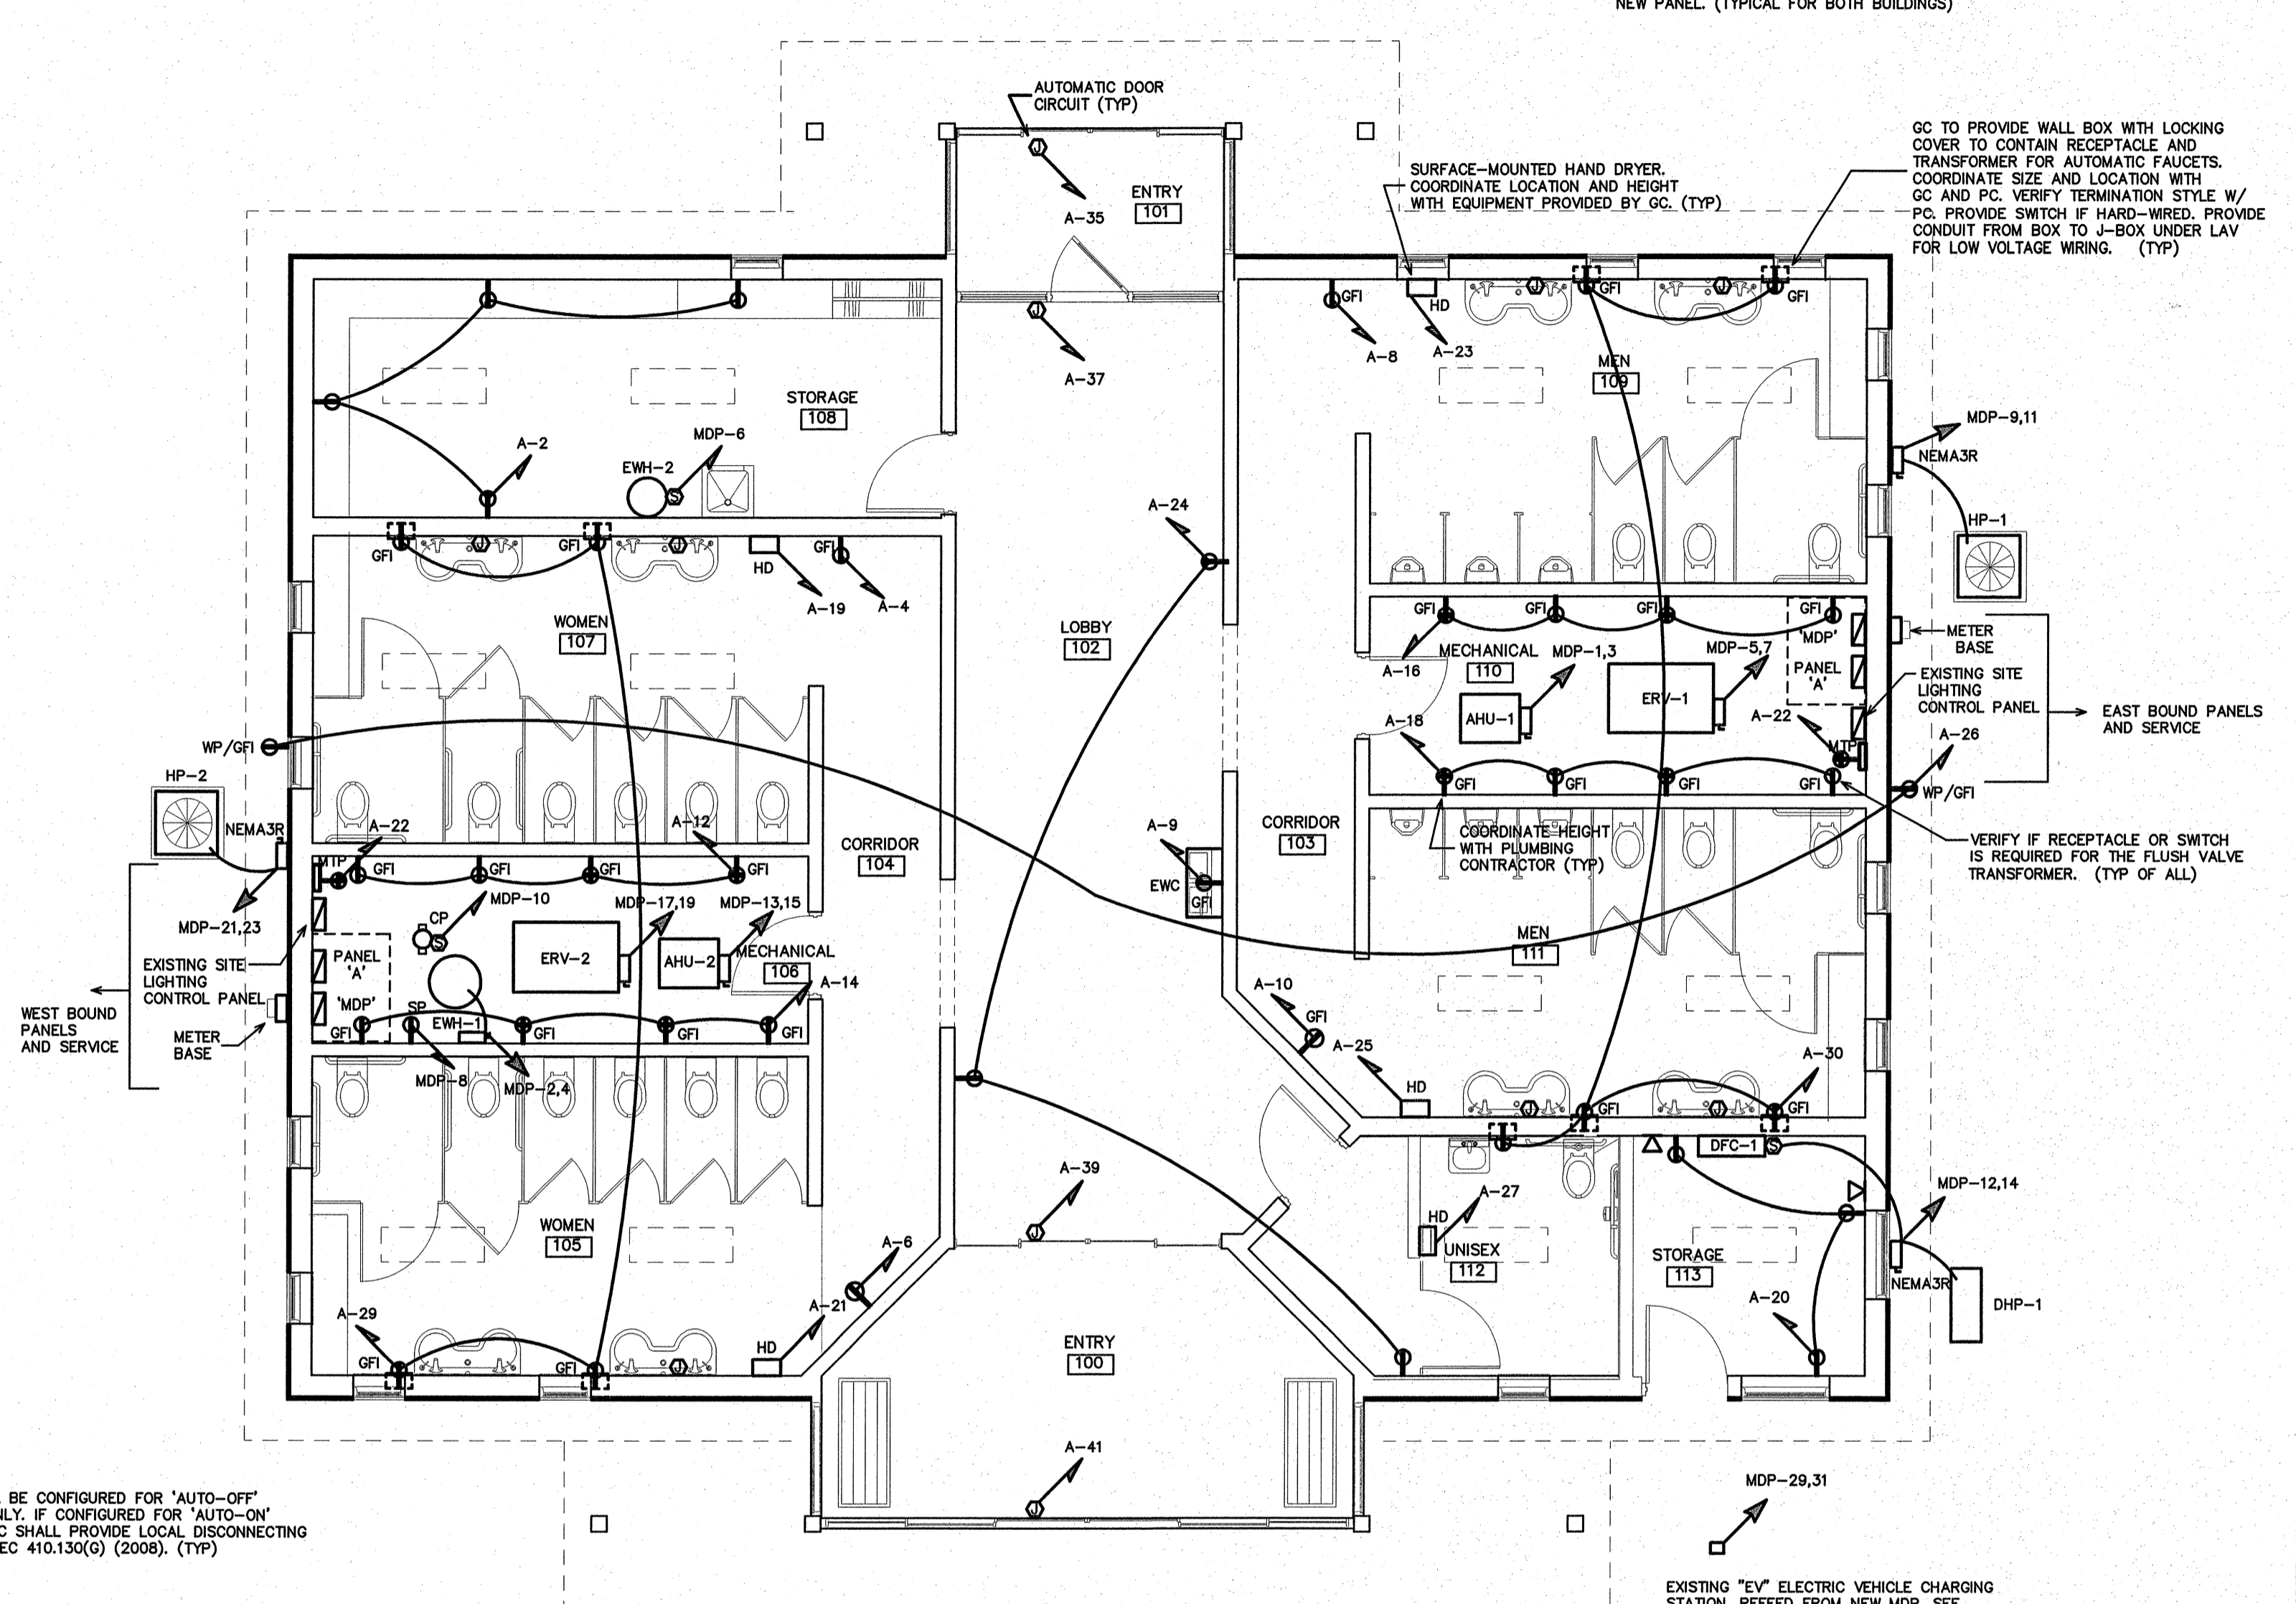 NEW PANEL. (TYPICAL FOR BOTH BUILDINGS)
AUTOMATIC DOOR
CIRCUIT (TYP)
J
A-35
ENTRY
101
SURFACE-MOUNTED HAND DRYER.
COORDINATE LOCATION AND HEIGHT
WITH EQUIPMENT PROVIDED BY GC. (TYP)
GC TO PROVIDE WALL BOX WITH LOCKING
COVER TO CONTAIN RECEPTACLE AND
TRANSFORMER FOR AUTOMATIC FAUCETS.
COORDINATE SIZE AND LOCATION WITH
GC AND PC. VERIFY TERMINATION STYLE W/
PC. PROVIDE SWITCH IF HARD-WIRED. PROVIDE
CONDUIT FROM BOX TO J-BOX UNDER LAV
FOR LOW VOLTAGE WIRING. (TYP)
J
A-37
GFI
A-8
HD
A-23
J
GFI
J
GFI
MEN
109
STORAGE
108
A-2
MDP-6
EWH-2
S
MDP-9,11
NEMA3R
HP-1
A-24
GFI
J
GFI
J
HD
A-19
GFI
A-4
WOMEN
107
LOBBY
102
GFI
GFI
GFI
GFI
'MDP'
PANEL
'A'
A-16
MECHANICAL
110
MDP-1,3
AHU-1
MDP-5,7
ERV-1
A-18
A-22
MTP
GFI
GFI
GFI
GFI
METER
BASE
EXISTING SITE
LIGHTING
CONTROL PANEL
EAST BOUND PANELS
AND SERVICE
A-26
WP/GFI
WP/GFI
HP-2
NEMA3R
MDP-21,23
VERIFY IF RECEPTACLE OR SWITCH
IS REQUIRED FOR THE FLUSH VALVE
TRANSFORMER. (TYP OF ALL)
COORDINATE HEIGHT
WITH PLUMBING
CONTRACTOR (TYP)
CORRIDOR
103
CORRIDOR
104
A-9
EWC
GFI
MTP
A-22
GFI
GFI
GFI
A-12
GFI
CP
S
MDP-10
ERV-2
MDP-17,19
AHU-2
MDP-13,15
MECHANICAL
106
A-14
EXISTING SITE
LIGHTING
CONTROL PANEL
PANEL
'A'
'MDP'
WEST BOUND
PANELS
AND SERVICE
METER
BASE
GFI
SP
EWH-1
GFI
GFI
GFI
MDP-8
MDP-2,4
MEN
111
A-10
GFI
A-25
HD
J
GFI
J
GFI
A-30
WOMEN
105
A-29
GFI
GFI
J
HD
A-21
A-6
A-39
J
ENTRY
100
A-41
J
A-27
HD
UNISEX
112
DFC-1
S
STORAGE
113
A-20
MDP-12,14
NEMA3R
DHP-1
BE CONFIGURED FOR 'AUTO-OFF'
IF CONFIGURED FOR 'AUTO-ON'
SHALL PROVIDE LOCAL DISCONNECTING
410.130(G) (2008). (TYP)
MDP-29,31
EXISTING "EV" ELECTRIC VEHICLE CHARGING
STATION. REFEED FROM NEW MDP. SEE